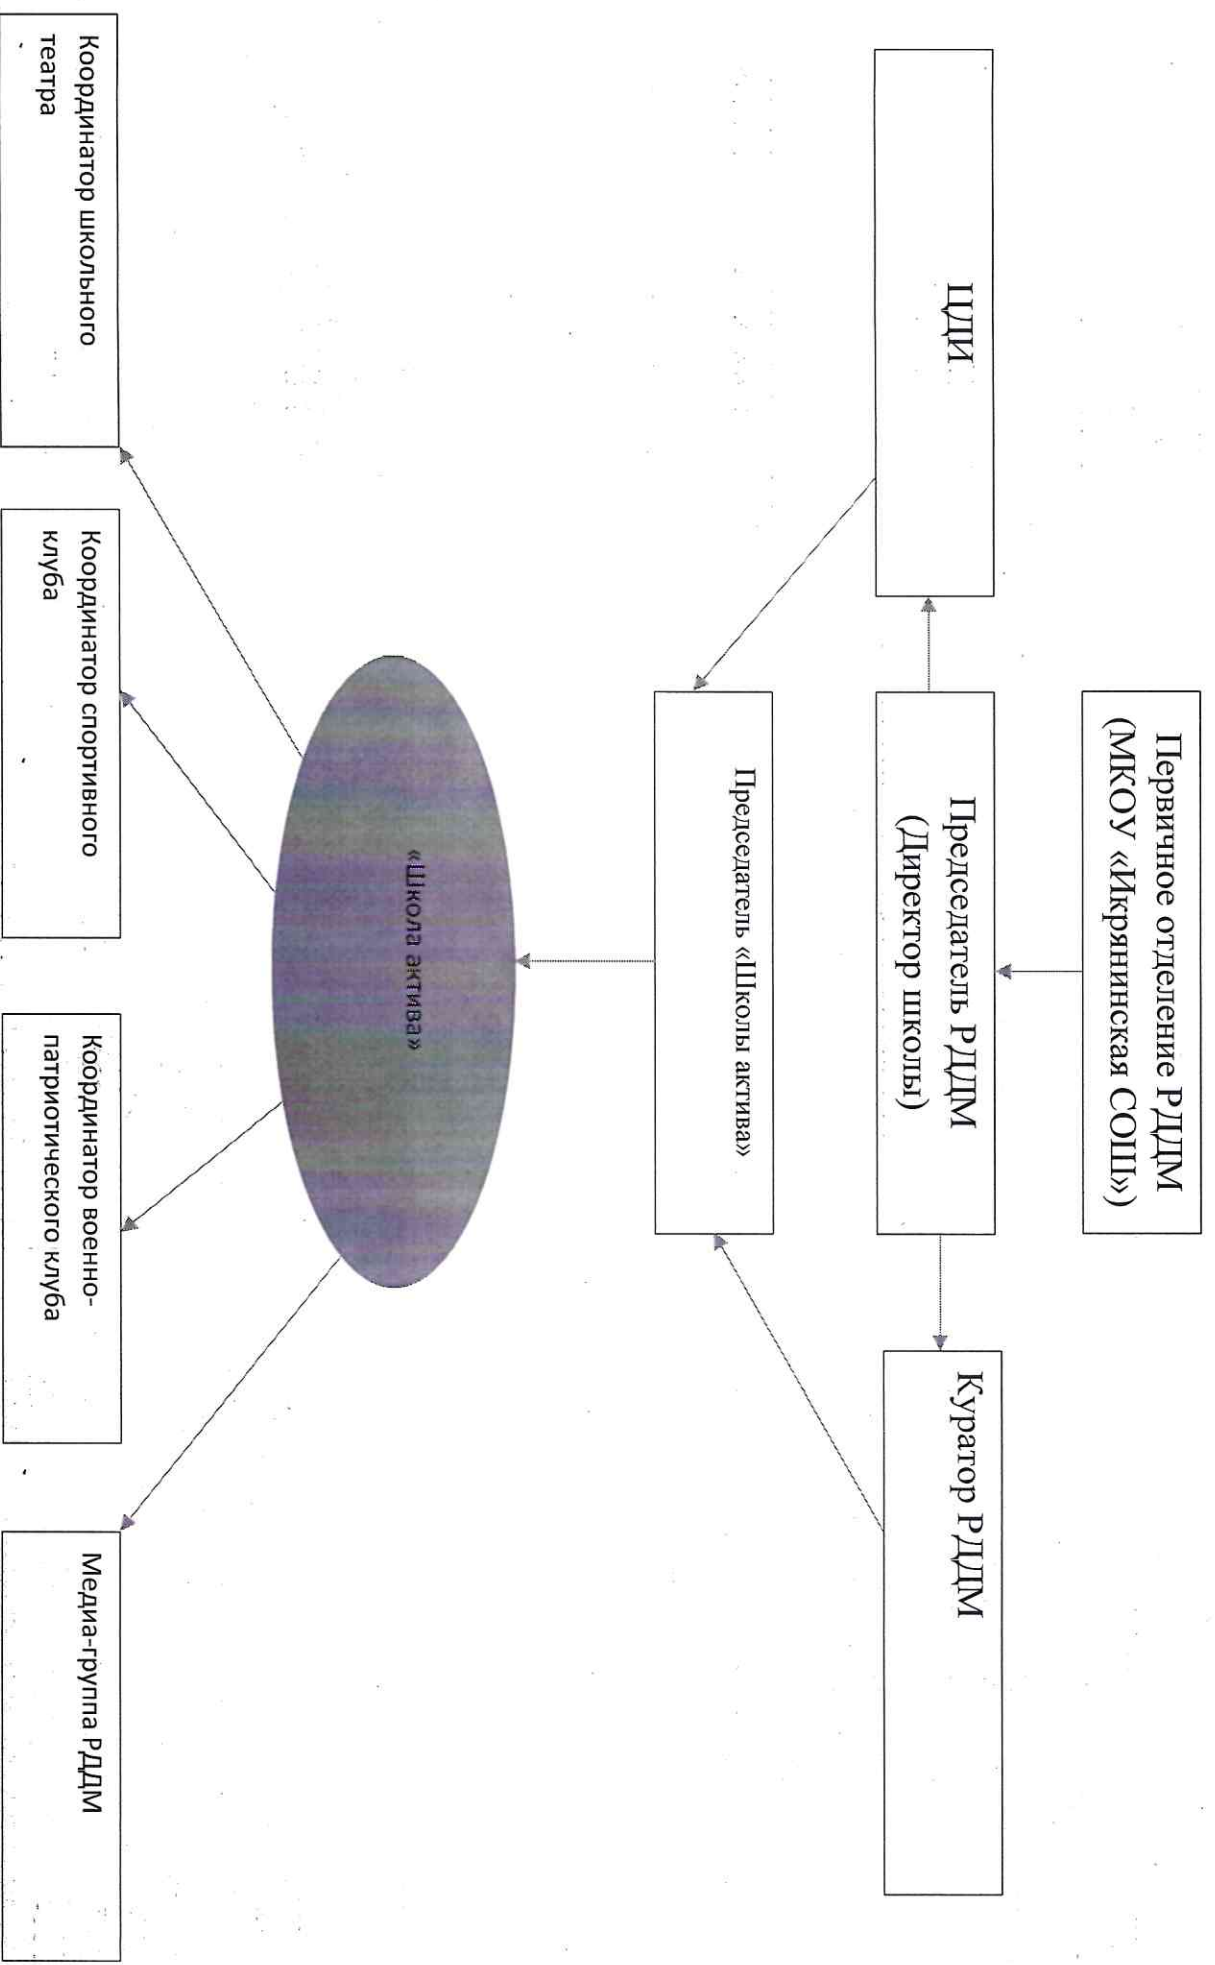 Первичное отделение РДДМ
(МКОУ «Икрянинская СОШ»)
ЦДИ
Председатель РДДМ
(Директор школы)
Куратор РДДМ
Председатель «Школы актива»
«Школа актива»
Координатор школьного
театра
Координатор спортивного
клуба
Координатор военно-
патриотического клуба
Медиа-группа РДДМ